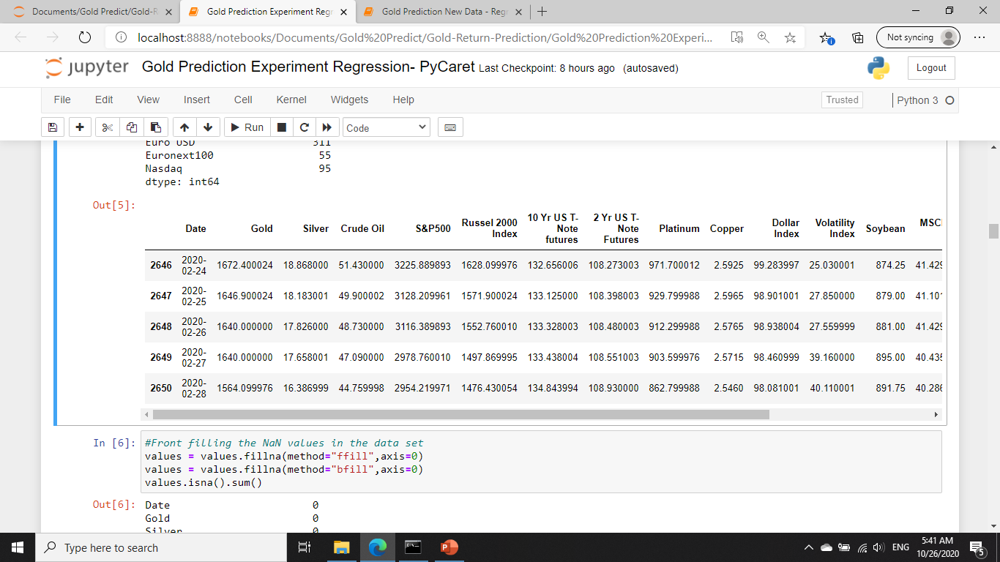 Documents/Gold Predict/Gold-R
Gold Prediction Experiment Regr
Gold Prediction New Data - Regr
localhost:8888/notebooks/Documents/Gold%20Predict/Gold-Return-Prediction/Gold%20Prediction%20Experi...
Not syncing
jupyter Gold Prediction Experiment Regression- PyCaret Last Checkpoint: 8 hours ago (autosaved)
Logout
File Edit View Insert Cell Kernel Widgets Help
Trusted
Python 3
Run
Code
Euro USD 311
Euronext100 55
Nasdaq 95
dtype: int64
Out[5]:
Date Gold Silver Crude Oil S&P500 Russel 2000 Index 10 Yr US T-Note futures 2 Yr US T-Note Futures Platinum Copper Dollar Index Volatility Index Soybean MSC
2646 2020-02-24 1672.400024 18.868000 51.430000 3225.889893 1628.099976 132.656006 108.273003 971.700012 2.5925 99.283997 25.030001 874.25 41.429
2647 2020-02-25 1646.900024 18.183001 49.900002 3128.209961 1571.900024 133.125000 108.398003 929.799988 2.5965 98.901001 27.850000 879.00 41.101
2648 2020-02-26 1640.000000 17.826000 48.730000 3116.389893 1552.760010 133.328003 108.480003 912.299988 2.5765 98.938004 27.559999 881.00 41.429
2649 2020-02-27 1640.000000 17.658001 47.090000 2978.760010 1497.869995 133.438004 108.551003 903.599976 2.5715 98.460999 39.160000 895.00 40.435
2650 2020-02-28 1564.099976 16.386999 44.759998 2954.219971 1476.430054 134.843994 108.930000 862.799988 2.5460 98.081001 40.110001 891.75 40.286
In [6]:
#Front filling the NaN values in the data set
values = values.fillna(method="ffill",axis=0)
values = values.fillna(method="bfill",axis=0)
values.isna().sum()
Out[6]:
Date 0
Gold 0
Silver 0
Type here to search
ENG
5:41 AM
10/26/2020
5